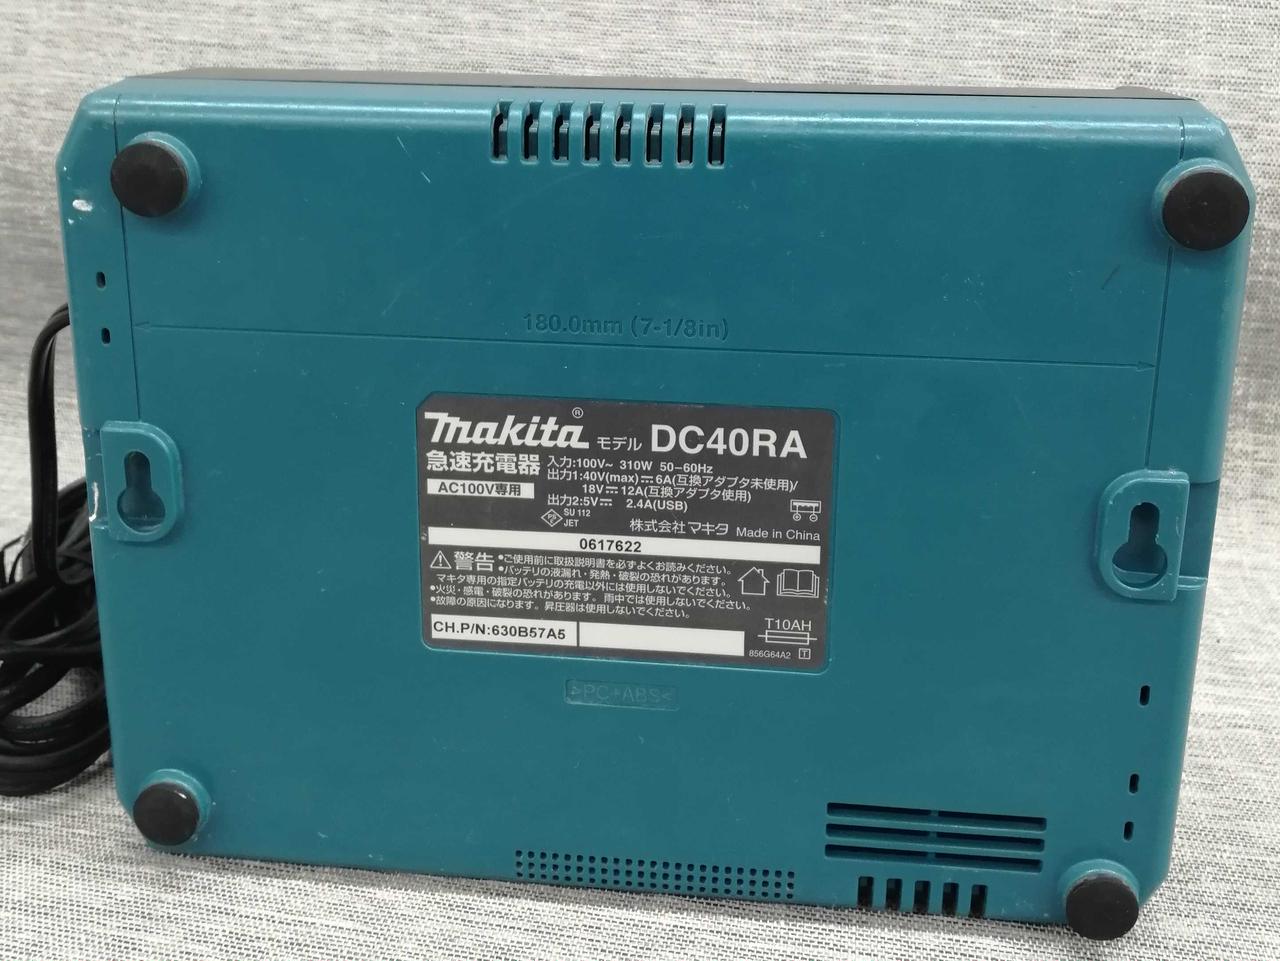 180.0mm (7-1/8in)
makita® モデル DC40RA
急速充電器
AC100V専用
入力:100V~ 310W 50-60Hz
出力1:40V(max)⎓6A(互換アダプタ未使用)/
18V⎓12A(互換アダプタ使用)
出力2:5V⎓ 2.4A(USB)
PS E SU 112
JET
株式会社マキタ Made in China
0617622
警告
•ご使用前に取扱説明書を必ずよくお読みください。
•バッテリの液漏れ・発熱・破裂の恐れがあります。
マキタ専用の指定バッテリの充電以外には使用しないでください。
•火災・感電・破裂の恐れがあります。雨中では使用しないでください。
•故障の原因になります。昇圧器は使用しないでください。
CH.P/N:630B57A5
T10AH
856G64A2 T
>PC+ABS<